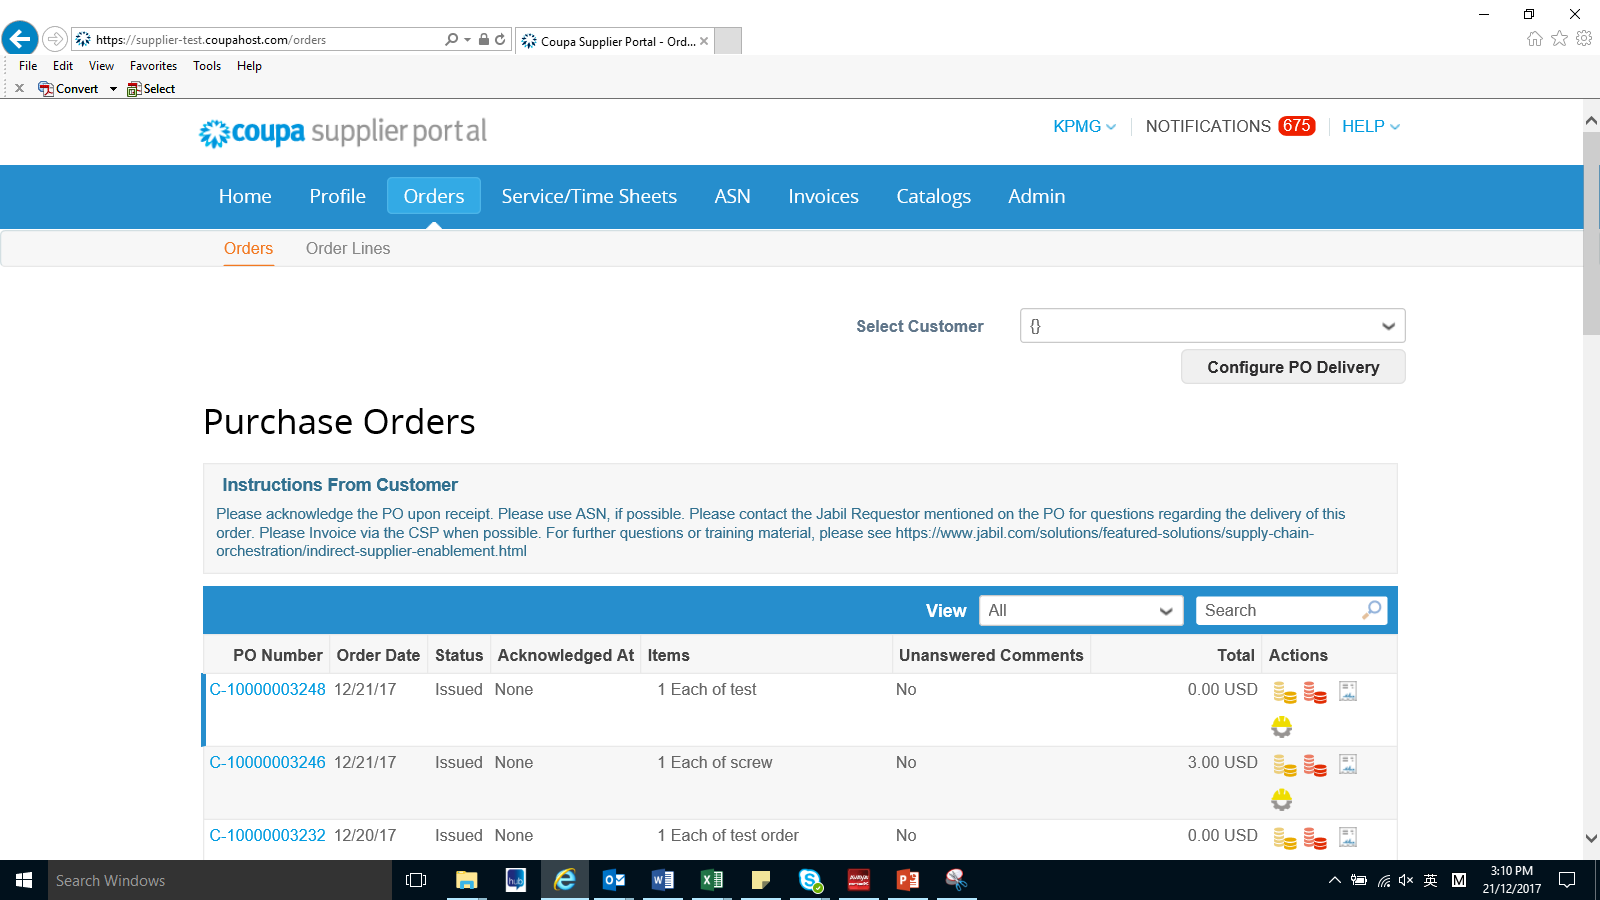 https://supplier-test.coupahost.com/orders
Coupa Supplier Portal - Ord...
File Edit View Favorites Tools Help
Convert Select
coupa supplier portal
KPMG NOTIFICATIONS 675 HELP
Home Profile Orders Service/Time Sheets ASN Invoices Catalogs Admin
Orders Order Lines
Select Customer {}
Configure PO Delivery
Purchase Orders
Instructions From Customer
Please acknowledge the PO upon receipt. Please use ASN, if possible. Please contact the Jabil Requestor mentioned on the PO for questions regarding the delivery of this
order. Please Invoice via the CSP when possible. For further questions or training material, please see https://www.jabil.com/solutions/featured-solutions/supply-chain-
orchestration/indirect-supplier-enablement.html
View All Search
PO Number Order Date Status Acknowledged At Items Unanswered Comments Total Actions
C-10000003248 12/21/17 Issued None 1 Each of test No 0.00 USD
C-10000003246 12/21/17 Issued None 1 Each of screw No 3.00 USD
C-10000003232 12/20/17 Issued None 1 Each of test order No 0.00 USD
Search Windows
hub
英 M
3:10 PM
21/12/2017